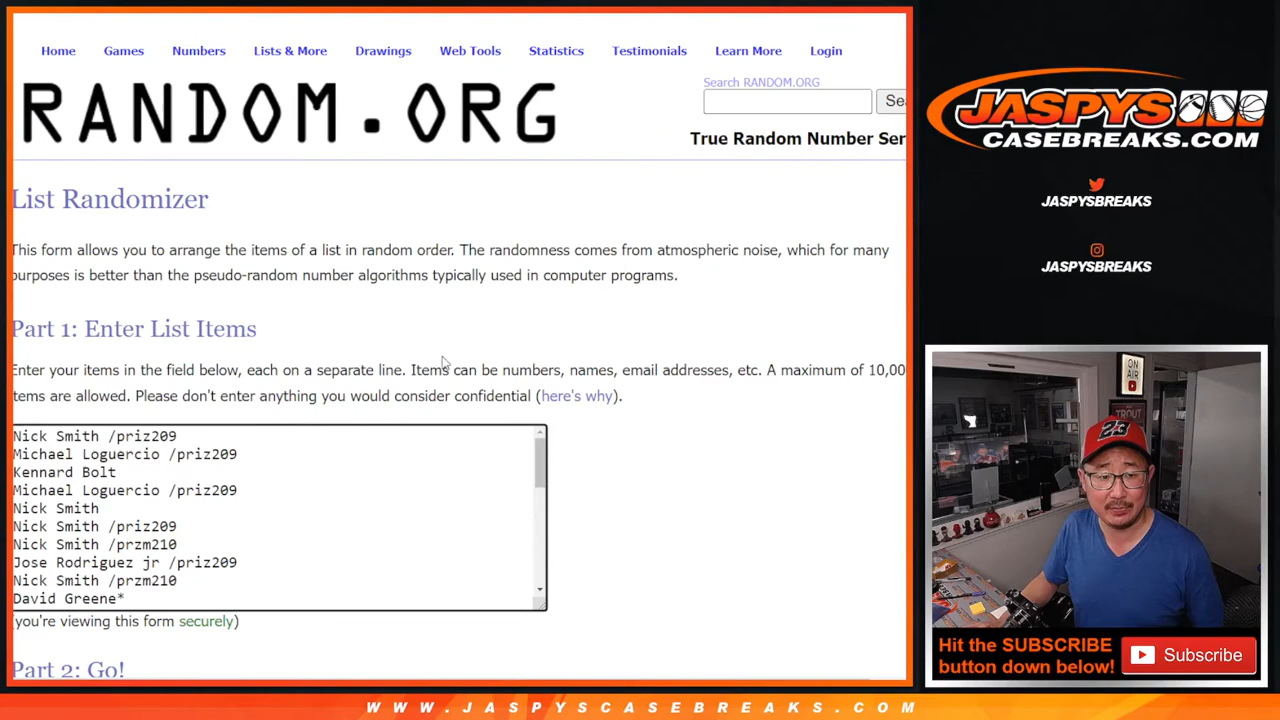 Home Games Numbers Lists & More Drawings Web Tools Statistics Testimonials Learn More Login
RANDOM.ORG
Search RANDOM.ORG
Sea
True Random Number Ser
List Randomizer
This form allows you to arrange the items of a list in random order. The randomness comes from atmospheric noise, which for many
purposes is better than the pseudo-random number algorithms typically used in computer programs.
Part 1: Enter List Items
Enter your items in the field below, each on a separate line. Items can be numbers, names, email addresses, etc. A maximum of 10,00
items are allowed. Please don't enter anything you would consider confidential (here's why).
Nick Smith /priz209
Michael Loguercio /priz209
Kennard Bolt
Michael Loguercio /priz209
Nick Smith
Nick Smith /priz209
Nick Smith /przm210
Jose Rodriguez jr /priz209
Nick Smith /przm210
David Greene*
(you're viewing this form securely)
Part 2: Go!
JASPYS
CASEBREAKS.COM
JASPYSBREAKS
JASPYSBREAKS
ON
AIR
TROUT
23
Hit the SUBSCRIBE
button down below!
Subscribe
WWW.JASPYSCASEBREAKS.COM